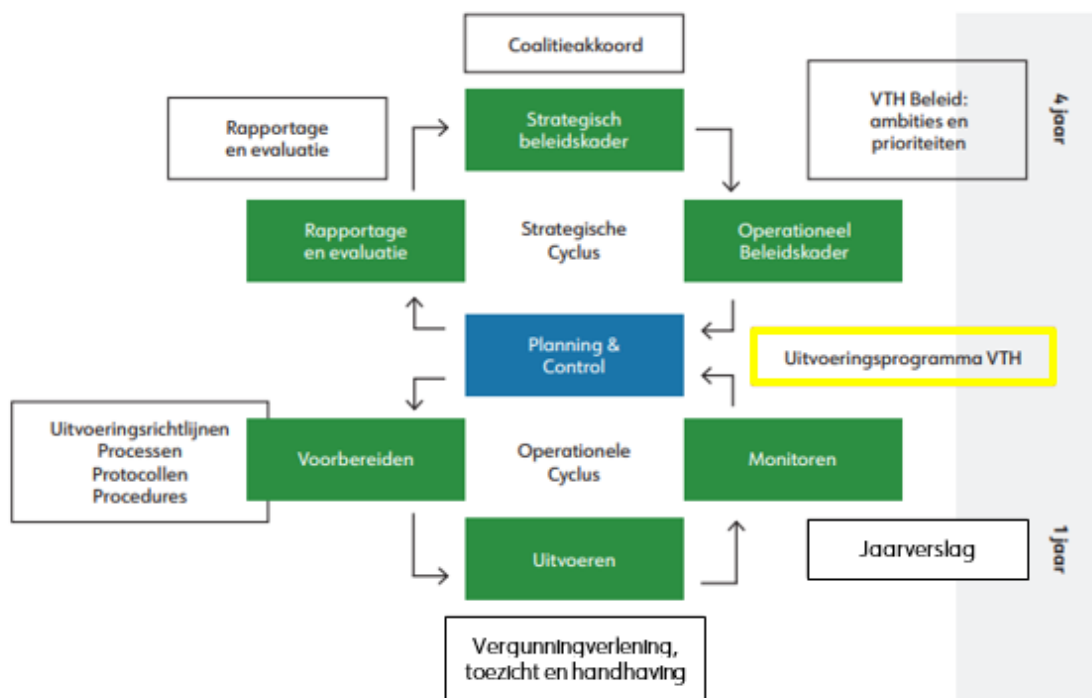 Coalitieakkoord
Strategisch
beleidskader
VTH Beleid:
ambities en
prioriteiten
4 jaar
Rapportage
en evaluatie
Rapportage
en evaluatie
Strategische
Cyclus
Operationeel
Beleidskader
Planning &
Control
Uitvoeringsprogramma VTH
Uitvoeringsrichtlijnen
Processen
Protocollen
Procedures
Voorbereiden
Operationele
Cyclus
Monitoren
Uitvoeren
Jaarverslag
1 jaar
Vergunningverlening,
toezicht en handhaving